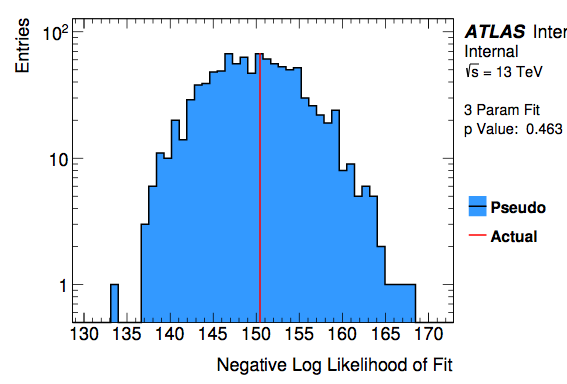 Entries
10²
10
1
130 135 140 145 150 155 160 165 170
Negative Log Likelihood of Fit
ATLAS Inter
Internal
√s = 13 TeV
3 Param Fit
p Value: 0.463
Pseudo
Actual